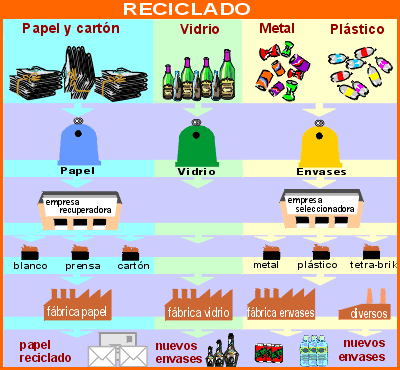 RECICLADO
Papel y cartón Vidrio Metal Plástico
Papel Vidrio Envases
empresa
recuperadora
empresa
seleccionadora
blanco prensa cartón metal plástico tetra-brik
fábrica papel fábrica vidrio fábrica envases diversos
papel
reciclado
nuevos
envases
nuevos
envases